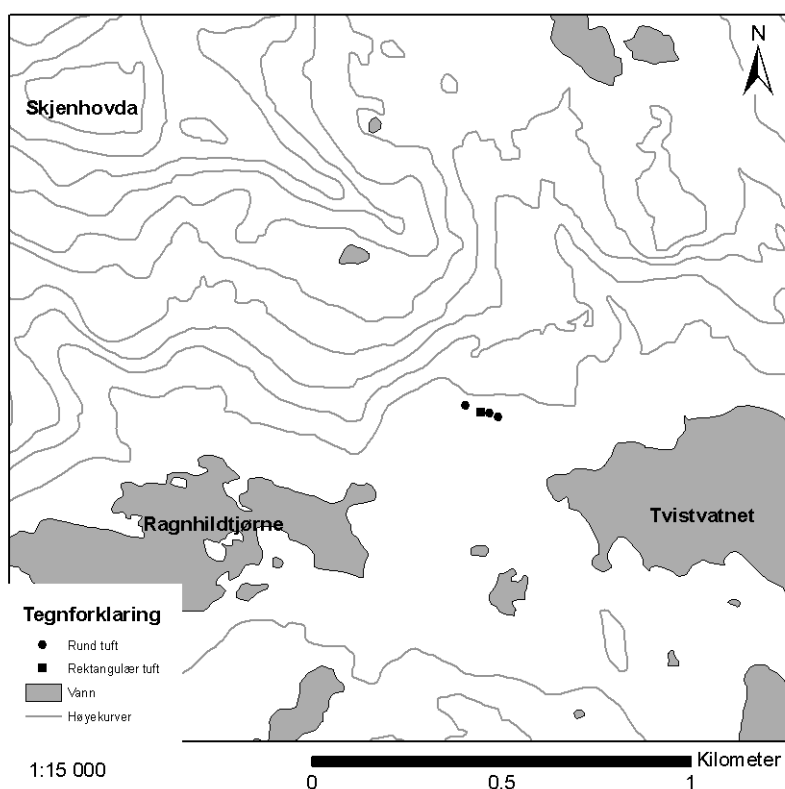 N
Skjenhovda
Ragnhildtjørne
Tvistvatnet
Tegnforklaring
Rund tuft
Rektangulær tuft
Vann
Høyekurver
1:15 000
Kilometer
0 0.5 1